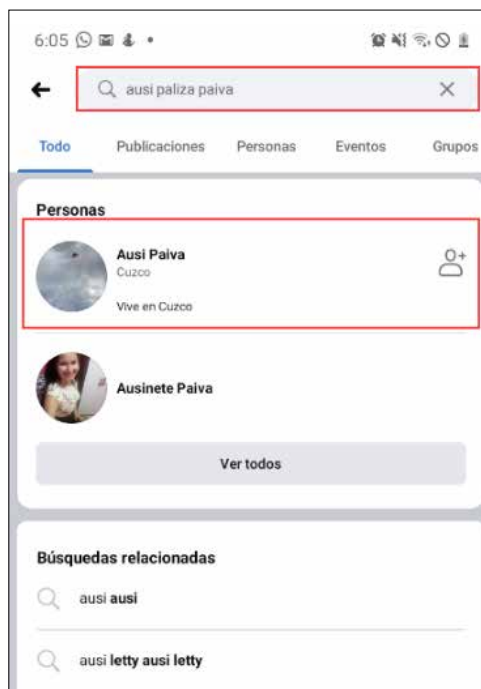 6:05
ausi paliza paiva
Todo Publicaciones Personas Eventos Grupos
Personas
Ausi Paiva
Cuzco
Vive en Cuzco
Ausinete Paiva
Ver todos
Búsquedas relacionadas
ausi ausi
ausi letty ausi letty